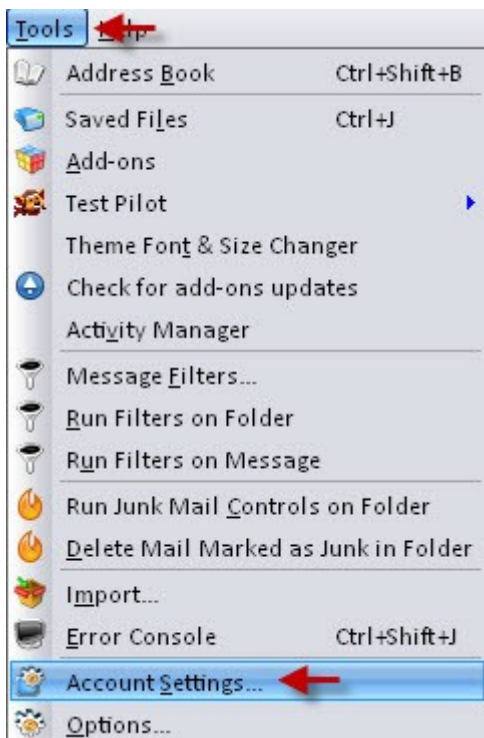 Tools
Address Book Ctrl+Shift+B
Saved Files Ctrl+J
Add-ons
Test Pilot
Theme Font & Size Changer
Check for add-ons updates
Activity Manager
Message Filters...
Run Filters on Folder
Run Filters on Message
Run Junk Mail Controls on Folder
Delete Mail Marked as Junk in Folder
Import...
Error Console Ctrl+Shift+J
Account Settings...
Options...